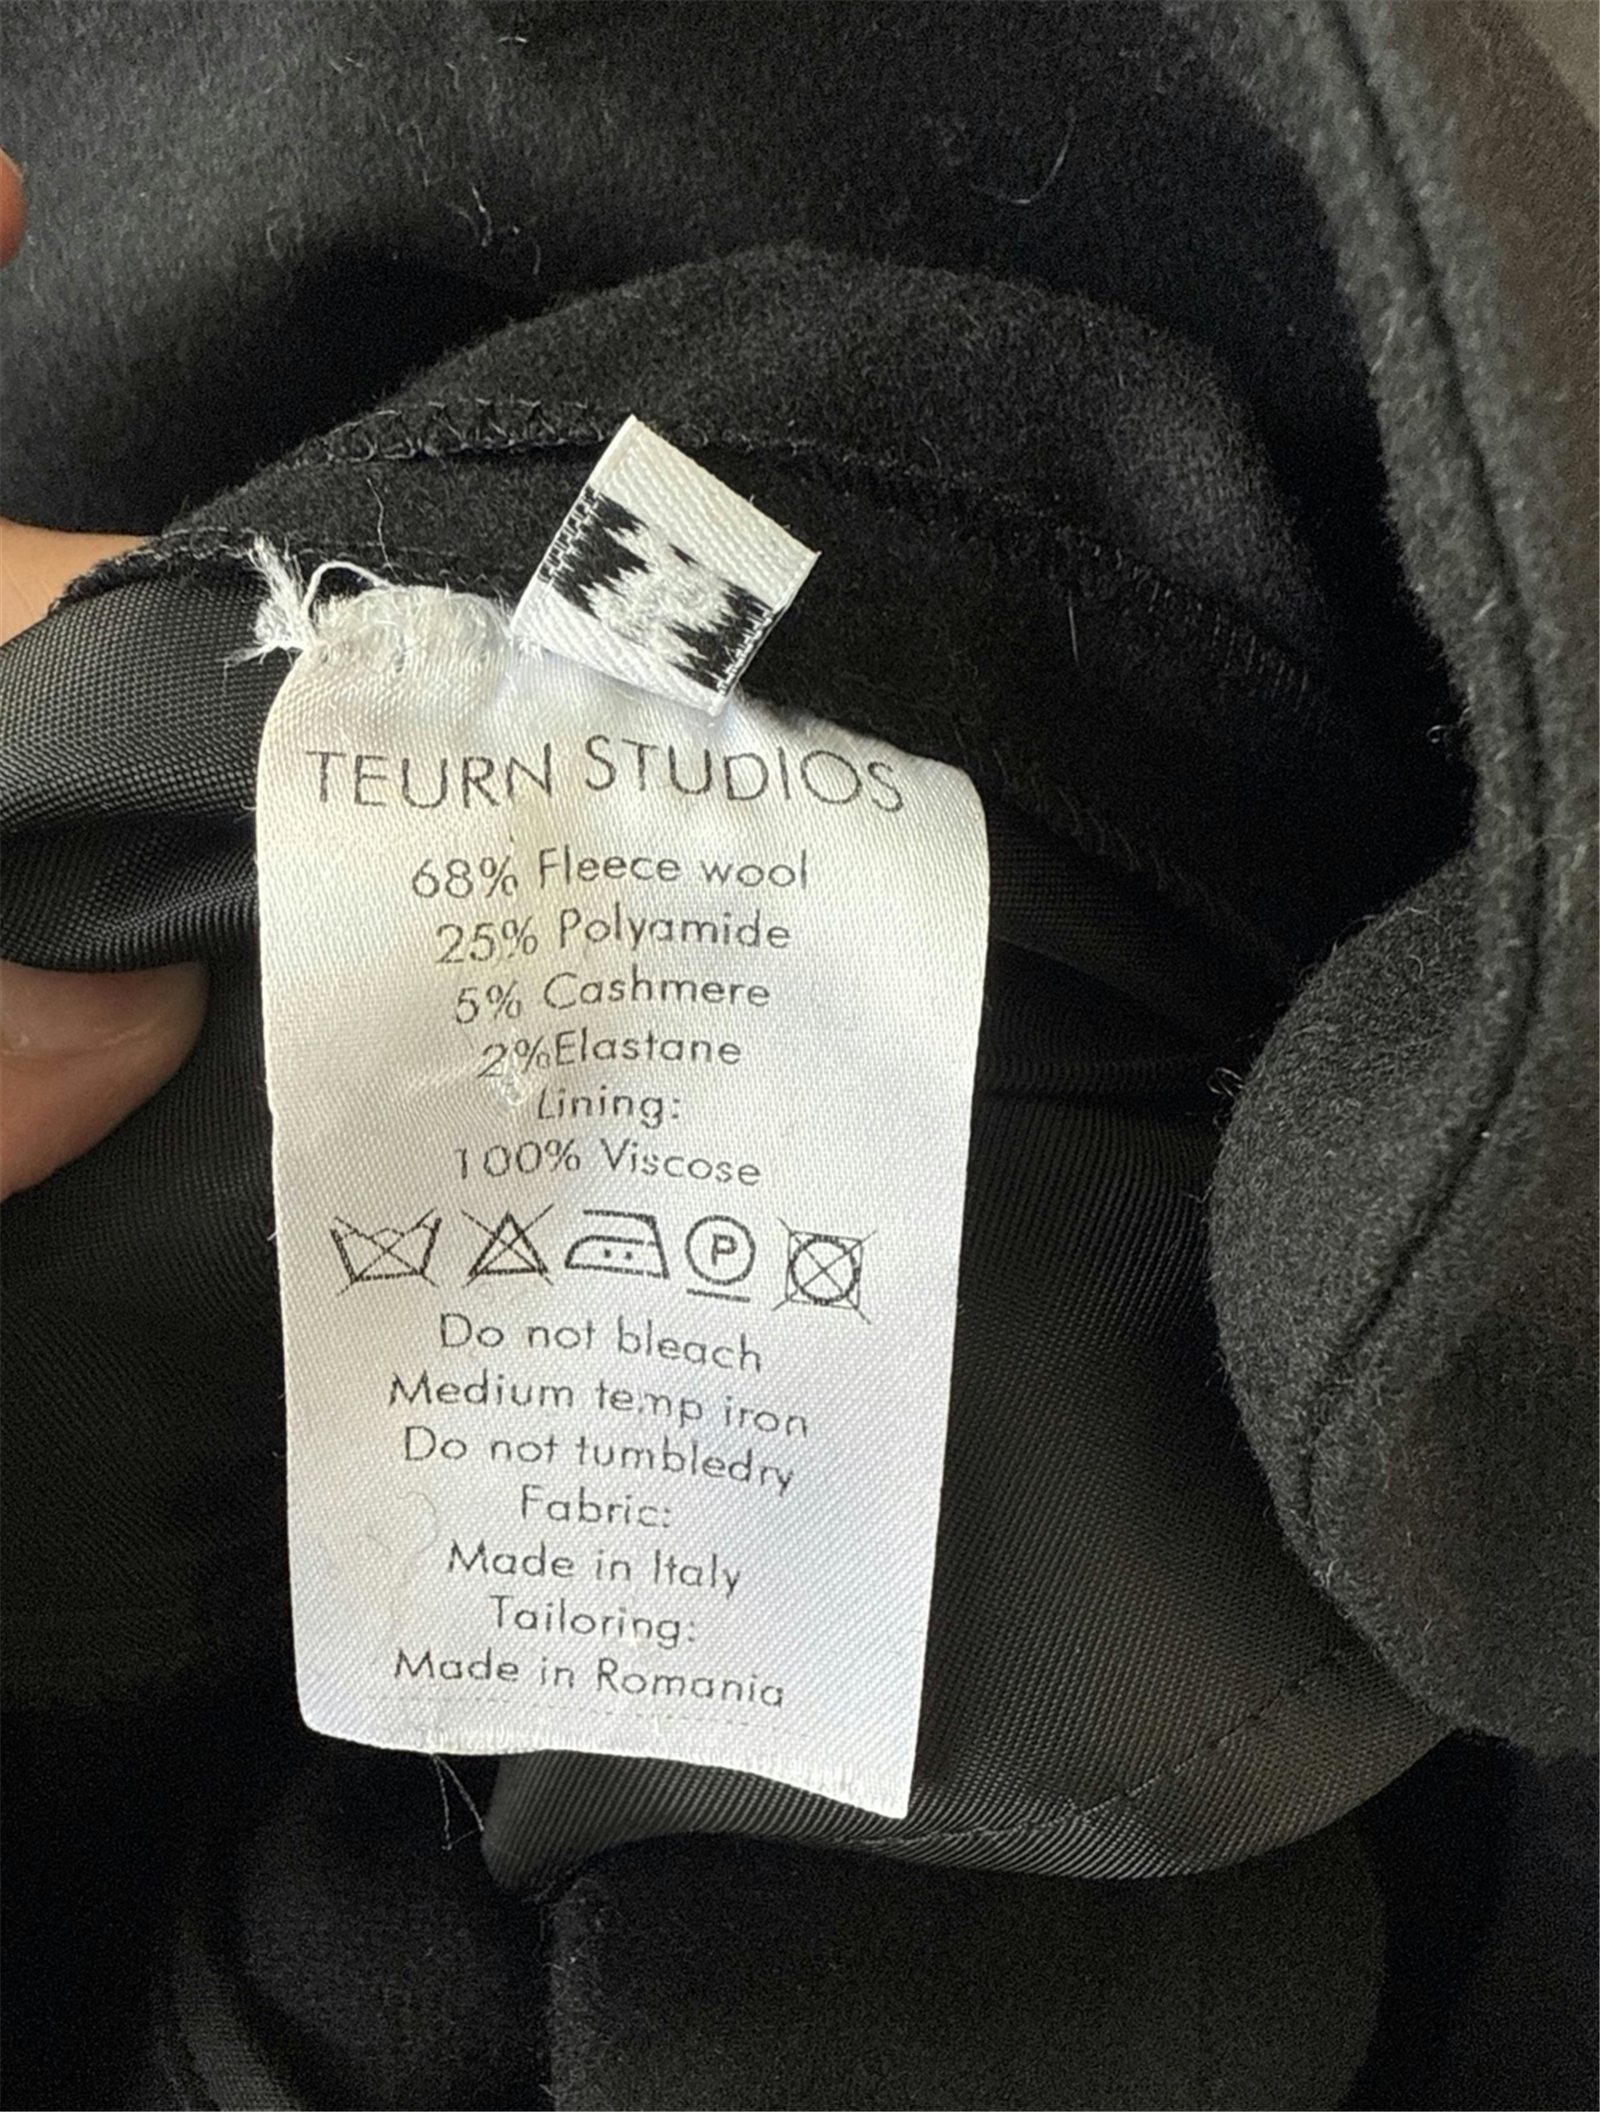 TEURN STUDIOS
68% Fleece wool
25% Polyamide
5% Cashmere
2%Elastane
Lining:
100% Viscose
P
Do not bleach
Medium temp iron
Do not tumbledry
Fabric:
Made in Italy
Tailoring:
Made in Romania